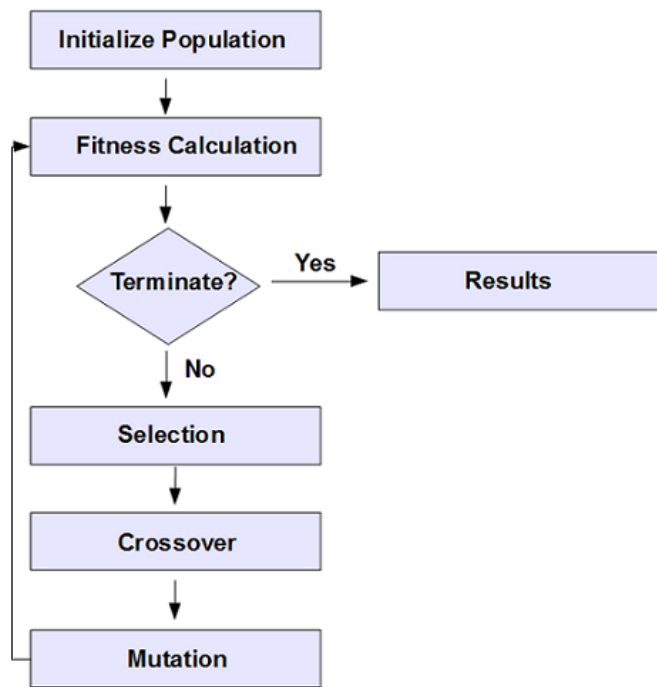 Initialize Population
Fitness Calculation
Terminate?
Yes
Results
No
Selection
Crossover
Mutation